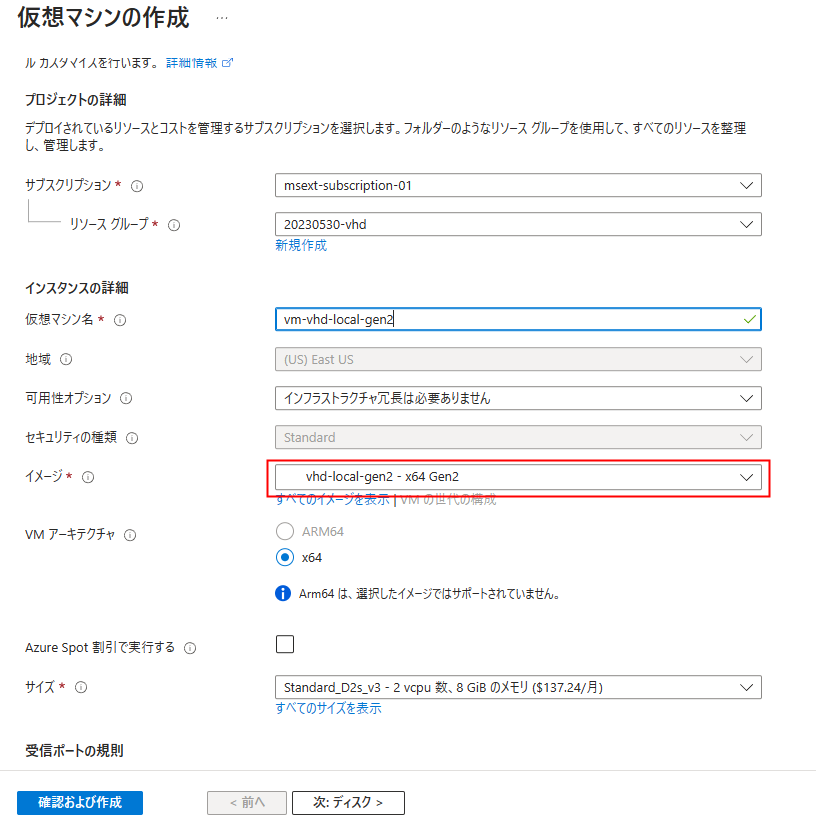 仮想マシンの作成 …
ル カスタマイズを行います。 詳細情報
プロジェクトの詳細
デプロイされているリソースとコストを管理するサブスクリプションを選択します。フォルダーのようなリソース グループを使用して、すべてのリソースを整理
し、管理します。
サブスクリプション *
msext-subscription-01
リソース グループ *
20230530-vhd
新規作成
インスタンスの詳細
仮想マシン名 *
vm-vhd-local-gen2
地域
(US) East US
可用性オプション
インフラストラクチャ冗長は必要ありません
セキュリティの種類
Standard
イメージ *
vhd-local-gen2 - x64 Gen2
すべてのイメージを表示 | VM の世代の構成
VM アーキテクチャ
ARM64
x64
Arm64 は、選択したイメージではサポートされていません。
Azure Spot 割引で実行する
サイズ *
Standard_D2s_v3 - 2 vcpu 数、8 GiB のメモリ ($137.24/月)
すべてのサイズを表示
受信ポートの規則
確認および作成
< 前へ
次: ディスク >